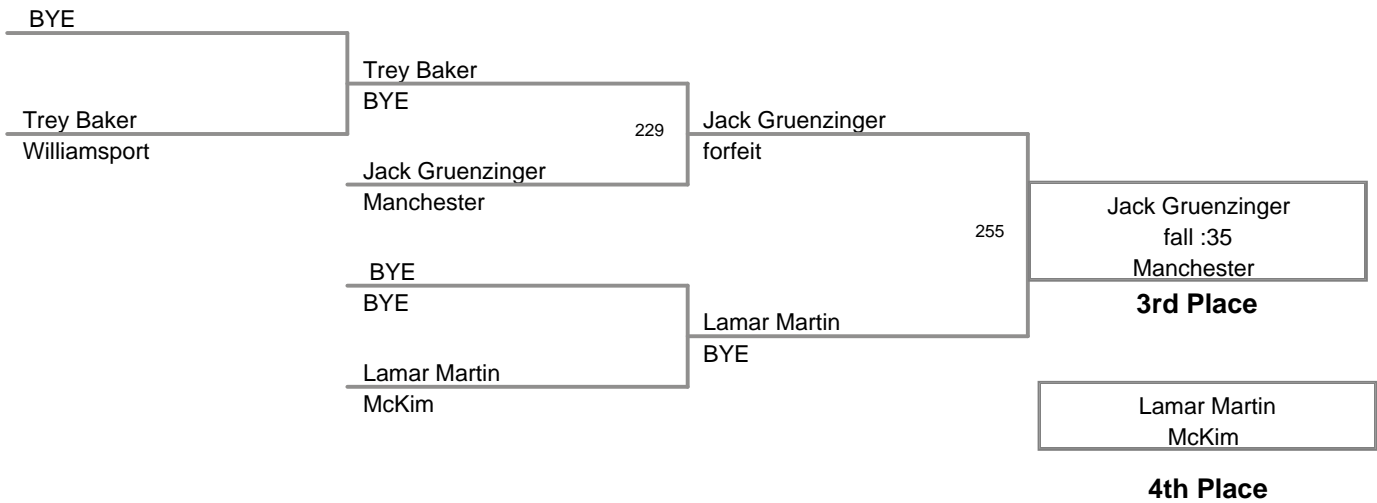 BYE
Trey Baker
BYE
Trey Baker
Williamsport
229
Jack Gruenzinger
forfeit
Jack Gruenzinger
Manchester
255
Jack Gruenzinger
fall :35
Manchester
3rd Place
BYE
BYE
Lamar Martin
BYE
Lamar Martin
McKim
Lamar Martin
McKim
4th Place